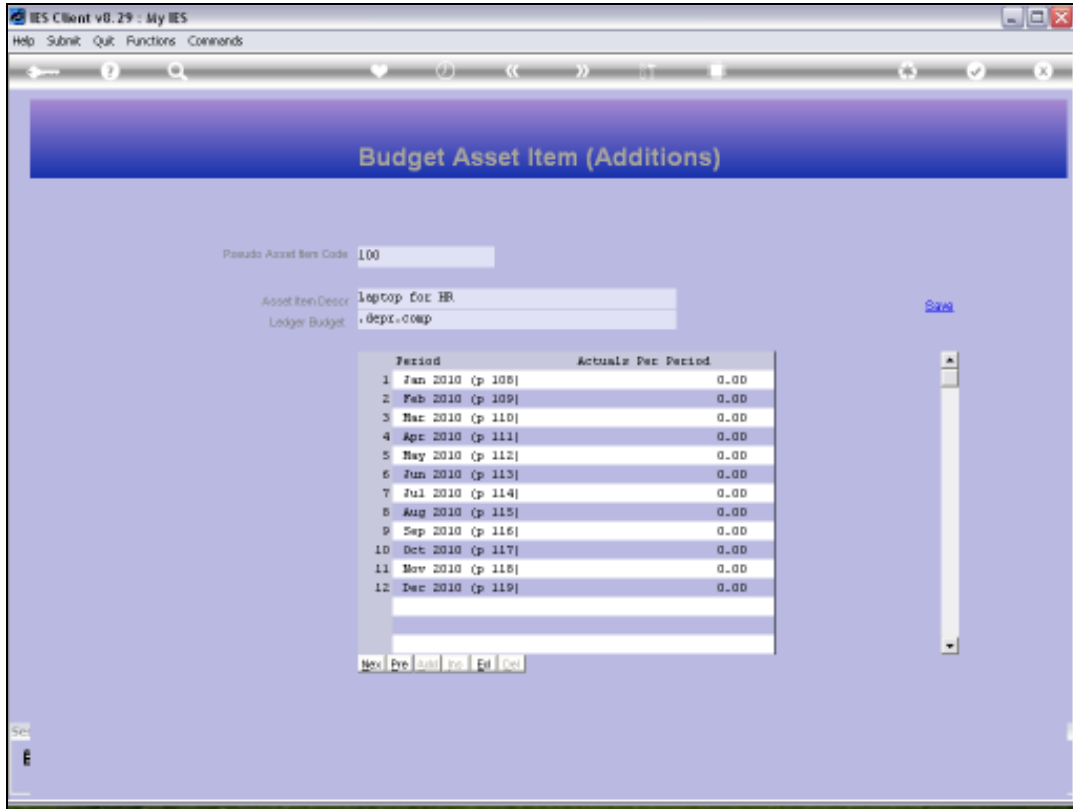 IES Client v8.29 : My IES
Help Submit Quit Functions Commands
Budget Asset Item (Additions)
Pseudo Asset Item Code 100
Asset Item Descr laptop for HR
Save
Ledger Budget .depr.comp
Period Actuals Per Period
1 Jan 2010 (p 108| 0.00
2 Feb 2010 (p 109| 0.00
3 Mar 2010 (p 110| 0.00
4 Apr 2010 (p 111| 0.00
5 May 2010 (p 112| 0.00
6 Jun 2010 (p 113| 0.00
7 Jul 2010 (p 114| 0.00
8 Aug 2010 (p 115| 0.00
9 Sep 2010 (p 116| 0.00
10 Oct 2010 (p 117| 0.00
11 Nov 2010 (p 118| 0.00
12 Dec 2010 (p 119| 0.00
Nex Pre Add Ins Ed Del
Ses